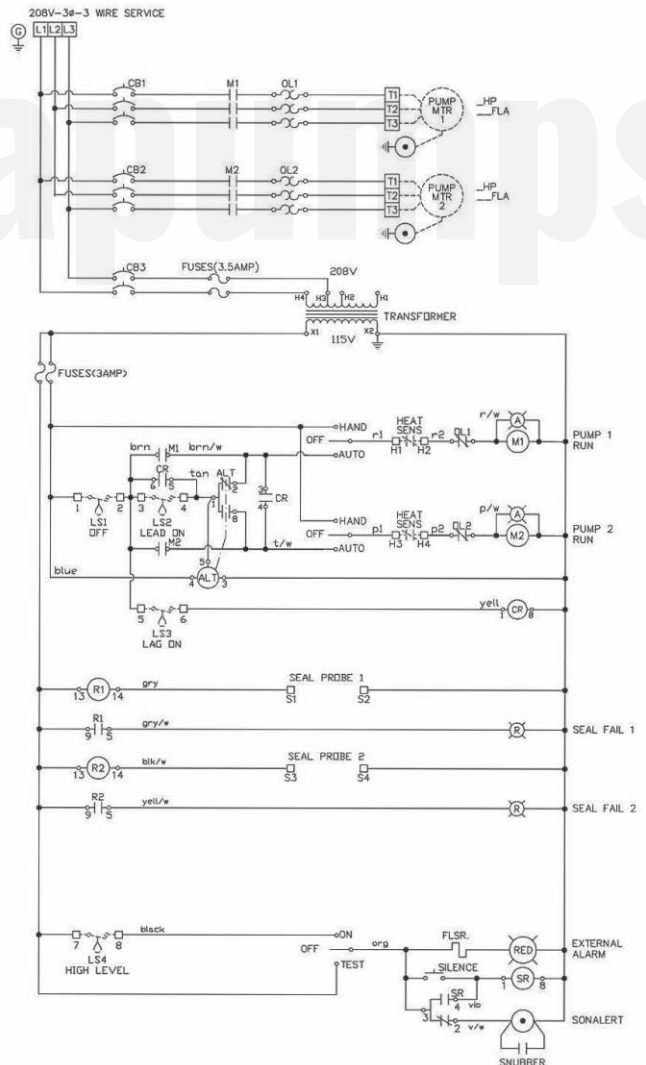 208V-3ø-3 WIRE SERVICE
G L1 L2 L3
CB1 M1 OL1
T1
T2
T3
PUMP MTR 1
_HP
__FLA
CB2 M2 OL2
T1
T2
T3
PUMP MTR 2
_HP
__FLA
apumps
CB3 FUSES(3.5AMP) 208V
H4 H3 H2 H1
TRANSFORMER
X1 115V X2
FUSES(3AMP)
HAND
OFF
AUTO
r1 HEAT SENS r2 OL1 r/w A
H1 H2 M1
PUMP 1 RUN
brn M1 brn/w
6 CR 5 tan ALT
1 2 3 4 1 2
LS1 OFF
LS2 LEAD ON
8
3 CR 4
M2 t/w
HAND
OFF
AUTO
p1 HEAT SENS p2 OL2 p/w A
H3 H4 M2
PUMP 2 RUN
blue 5
4 ALT 3
5 6
LS3 LAG ON
yell 1 CR 8
13 R1 14 gry
SEAL PROBE 1
S1 S2
R1
9 5 gry/w
R SEAL FAIL 1
13 R2 14 blk/w
SEAL PROBE 2
S3 S4
R2
9 5 yell/w
R SEAL FAIL 2
7 8 black
LS4 HIGH LEVEL
ON
OFF
TEST
org
FLSR. RED
EXTERNAL ALARM
SILENCE
1 SR 8
SR
4 vio
3
2 v/w
SONALERT
SNUBBER